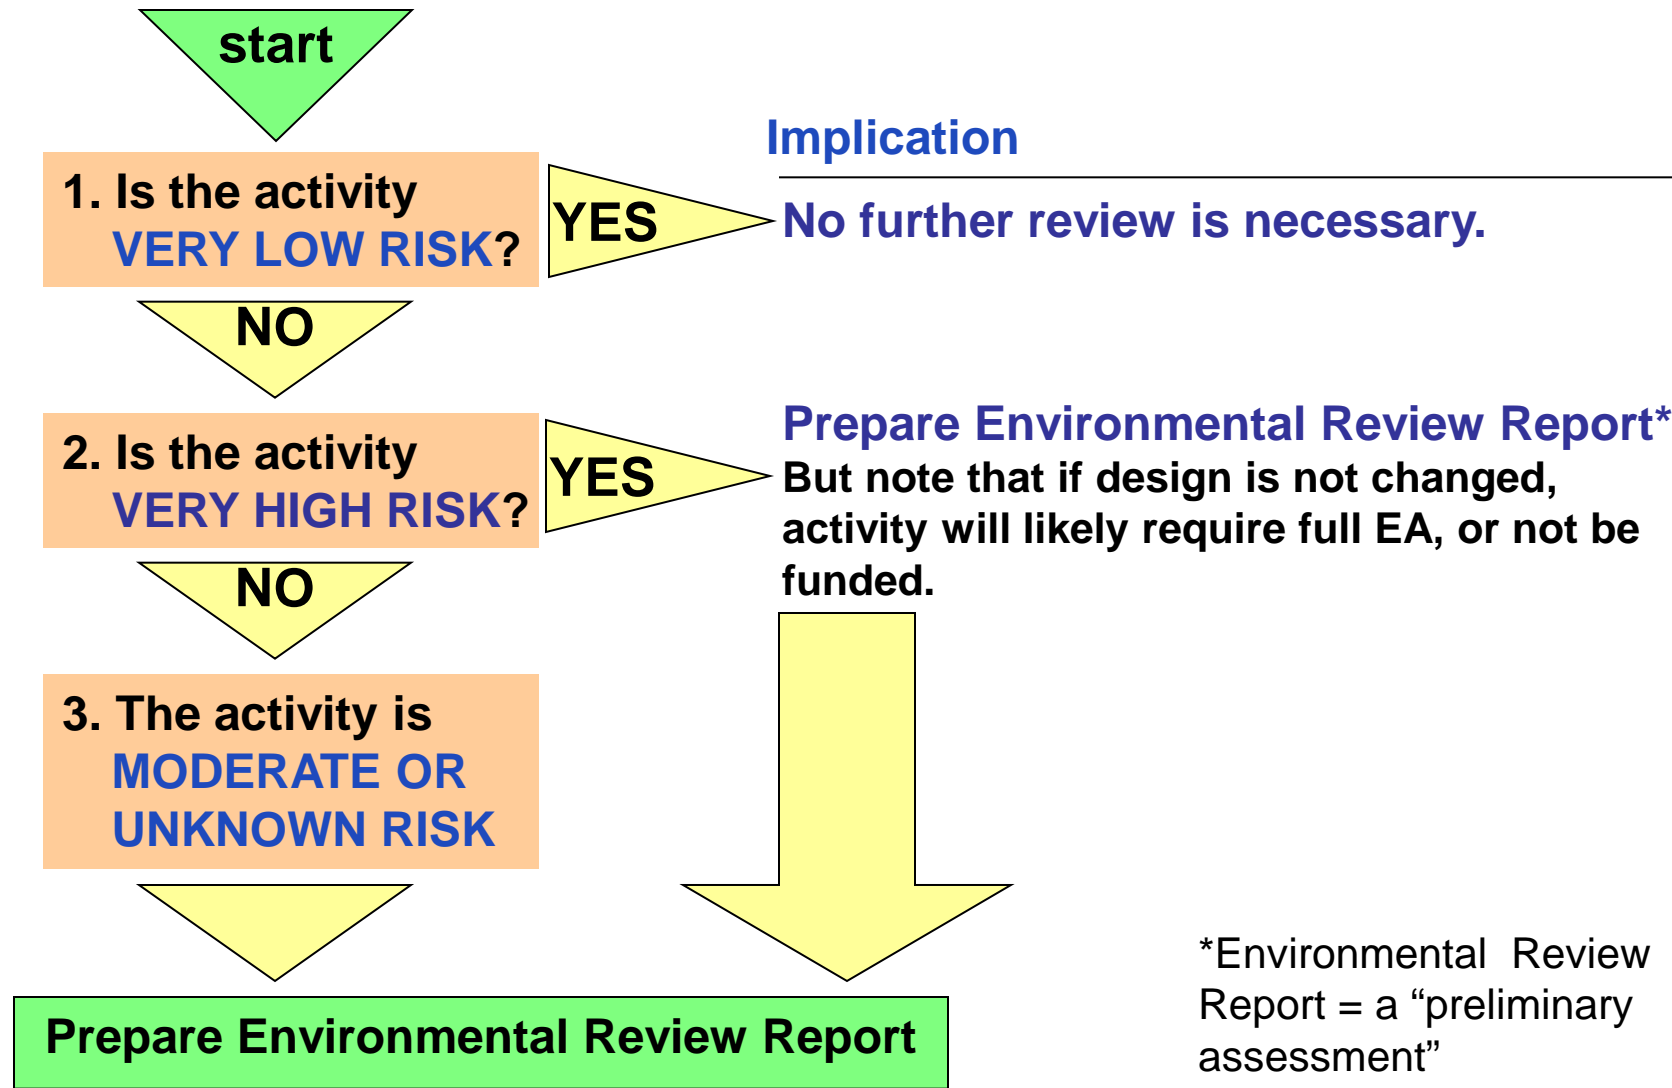 start
Implication
1. Is the activity
VERY LOW RISK?
YES
No further review is necessary.
NO
2. Is the activity
VERY HIGH RISK?
YES
Prepare Environmental Review Report*
But note that if design is not changed,
activity will likely require full EA, or not be
funded.
NO
3. The activity is
MODERATE OR
UNKNOWN RISK
Prepare Environmental Review Report
*Environmental Review
Report = a “preliminary
assessment”